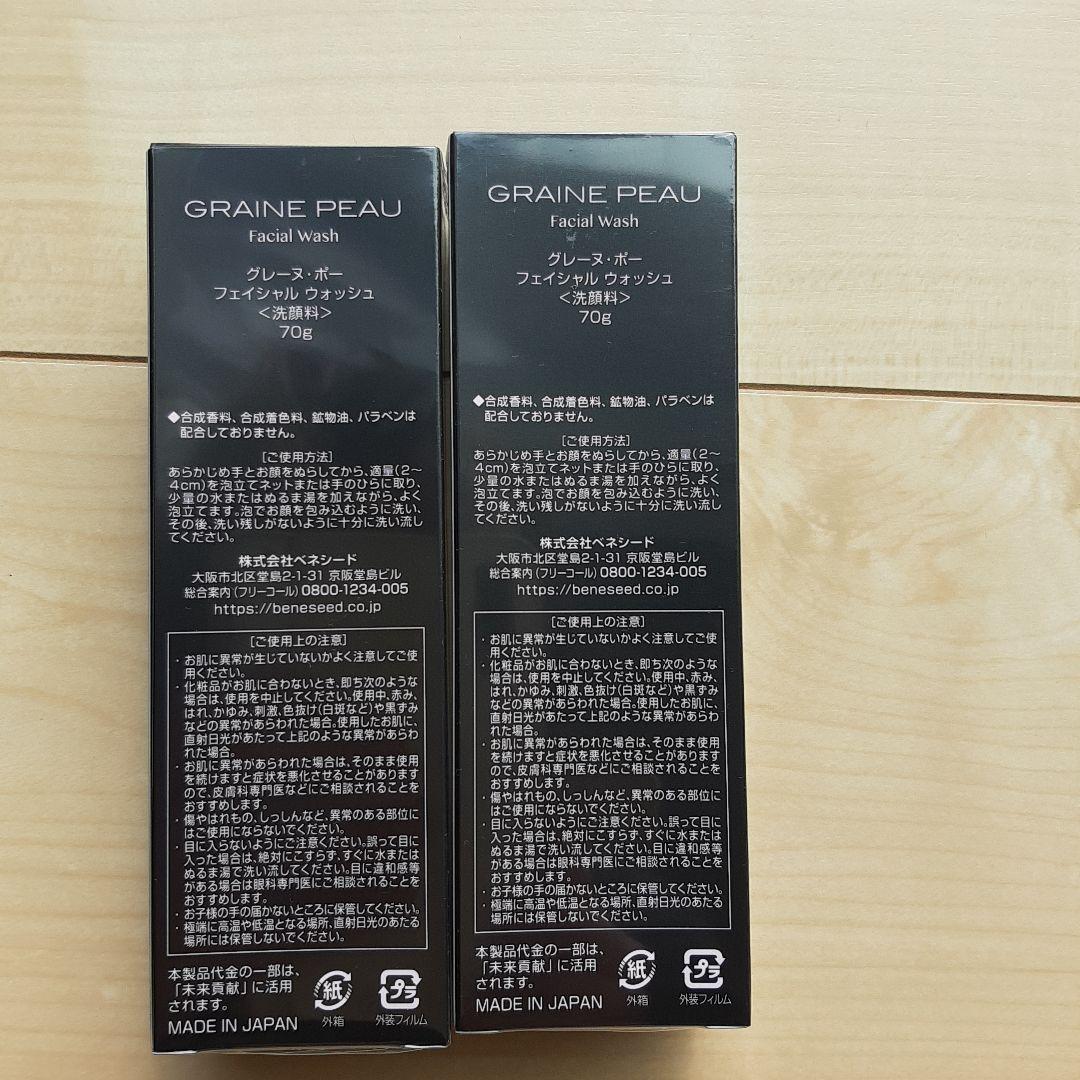 GRAINE PEAU
Facial Wash
グレーヌ・ポー
フェイシャル ウォッシュ
＜洗顔料＞
70g
◆合成香料、合成着色料、鉱物油、パラベンは
配合しておりません。
［ご使用方法］
あらかじめ手とお顔をぬらしてから、適量(2～
4cm)を泡立てネットまたは手のひらに取り、
少量の水またはぬるま湯を加えながら、よく
泡立てます。泡でお顔を包み込むように洗い、
その後、洗い残しがないように十分に洗い流し
てください。
株式会社ベネシード
大阪市北区堂島2-1-31 京阪堂島ビル
総合案内（フリーコール）0800-1234-005
https://beneseed.co.jp
［ご使用上の注意］
・お肌に異常が生じていないかよく注意してご使
用ください。
・化粧品がお肌に合わないとき、即ち次のような
場合は、使用を中止してください。使用中、赤み、
はれ、かゆみ、刺激、色抜け(白斑など)や黒ずみ
などの異常があらわれた場合。使用したお肌に、
直射日光があたって上記のような異常があらわ
れた場合。
・お肌に異常があらわれた場合は、そのまま使用
を続けますと症状を悪化させることがあります
ので、皮膚科専門医などにご相談されることを
おすすめします。
・傷やはれもの、しっしんなど、異常のある部位に
はご使用にならないでください。
・目に入らないようにご注意ください。誤って目に
入った場合は、絶対にこすらず、すぐに水または
ぬるま湯で洗い流してください。目に違和感等
がある場合は眼科専門医にご相談されることを
おすすめします。
・お子様の手の届かないところに保管してください。
・極端に高温や低温となる場所、直射日光のあたる
場所には保管しないでください。
本製品代金の一部は、
「未来貢献」に活用
されます。
MADE IN JAPAN
紙
外箱
プラ
外装フィルム
GRAINE PEAU
Facial Wash
グレーヌ・ポー
フェイシャル ウォッシュ
＜洗顔料＞
70g
◆合成香料、合成着色料、鉱物油、パラベンは
配合しておりません。
［ご使用方法］
あらかじめ手とお顔をぬらしてから、適量(2～
4cm)を泡立てネットまたは手のひらに取り、
少量の水またはぬるま湯を加えながら、よく
泡立てます。泡でお顔を包み込むように洗い、
その後、洗い残しがないように十分に洗い流し
てください。
株式会社ベネシード
大阪市北区堂島2-1-31 京阪堂島ビル
総合案内（フリーコール）0800-1234-005
https://beneseed.co.jp
［ご使用上の注意］
・お肌に異常が生じていないかよく注意してご使
用ください。
・化粧品がお肌に合わないとき、即ち次のような
場合は、使用を中止してください。使用中、赤み、
はれ、かゆみ、刺激、色抜け(白斑など)や黒ずみ
などの異常があらわれた場合。使用したお肌に、
直射日光があたって上記のような異常があらわ
れた場合。
・お肌に異常があらわれた場合は、そのまま使用
を続けますと症状を悪化させることがあります
ので、皮膚科専門医などにご相談されることを
おすすめします。
・傷やはれもの、しっしんなど、異常のある部位に
はご使用にならないでください。
・目に入らないようにご注意ください。誤って目に
入った場合は、絶対にこすらず、すぐに水または
ぬるま湯で洗い流してください。目に違和感等
がある場合は眼科専門医にご相談されることを
おすすめします。
・お子様の手の届かないところに保管してください。
・極端に高温や低温となる場所、直射日光のあたる
場所には保管しないでください。
本製品代金の一部は、
「未来貢献」に活用
されます。
MADE IN JAPAN
紙
外箱
プラ
外装フィルム